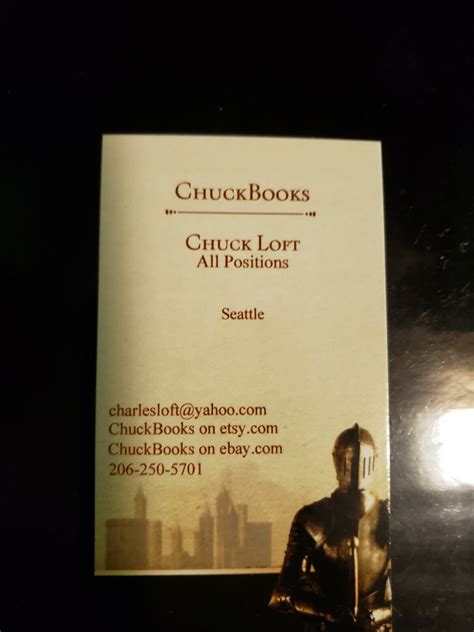 CHUCKBOOKS
CHUCK LOFT
All Positions
Seattle
charlesloft@yahoo.com
ChuckBooks on etsy.com
ChuckBooks on ebay.com
206-250-5701